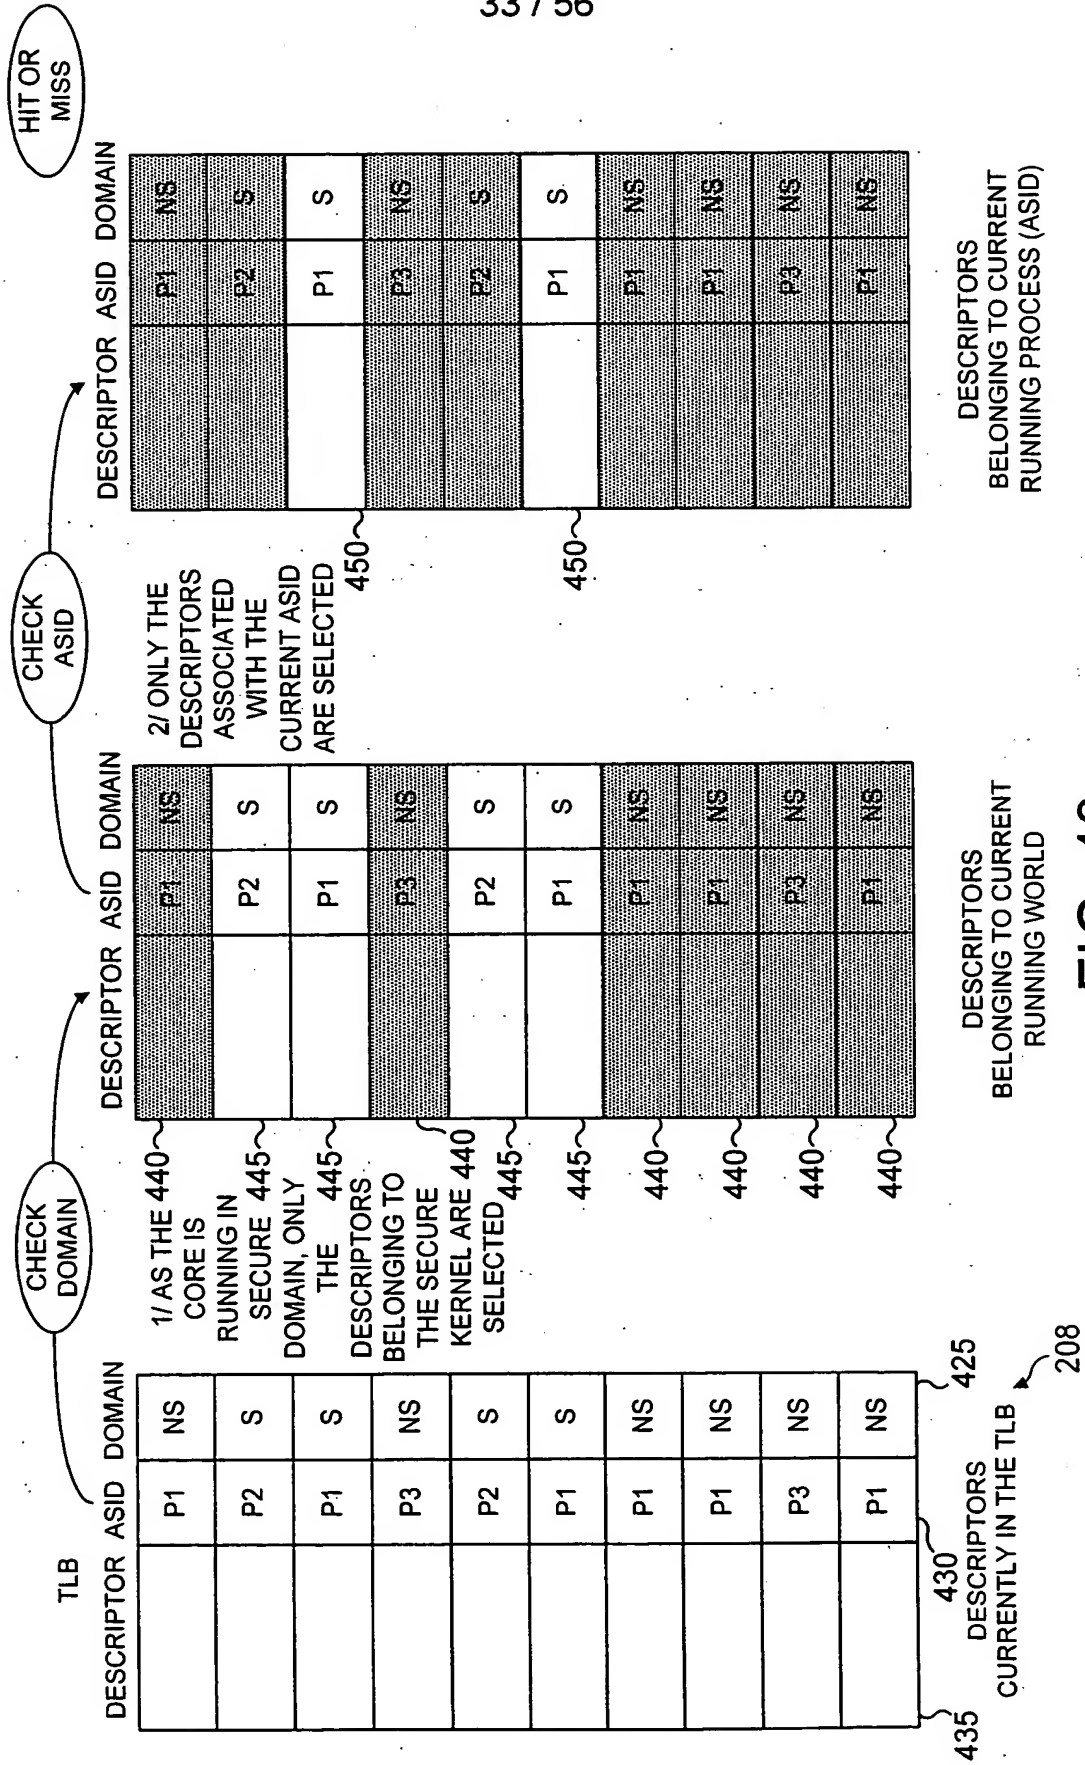 33 / 56
TLB
DESCRIPTOR ASID DOMAIN
P1 NS
P2 S
P1 S
P3 NS
P2 S
P1 S
P1 NS
P1 NS
P3 NS
P1 NS
435
430
425
DESCRIPTORS
CURRENTLY IN THE TLB
208
CHECK
DOMAIN
1/ AS THE
CORE IS
RUNNING IN
SECURE
DOMAIN, ONLY
THE
DESCRIPTORS
BELONGING TO
THE SECURE
KERNEL ARE
SELECTED
440
445
445
440
445
445
440
440
440
440
DESCRIPTOR ASID DOMAIN
P1 NS
P2 S
P1 S
P3 NS
P2 S
P1 S
P1 NS
P1 NS
P3 NS
P1 NS
DESCRIPTORS
BELONGING TO CURRENT
RUNNING WORLD
CHECK
ASID
2/ ONLY THE
DESCRIPTORS
ASSOCIATED
WITH THE
CURRENT ASID
ARE SELECTED
450
450
DESCRIPTOR ASID DOMAIN
P1 NS
P2 S
P1 S
P3 NS
P2 S
P1 S
P1 NS
P1 NS
P3 NS
P1 NS
DESCRIPTORS
BELONGING TO CURRENT
RUNNING PROCESS (ASID)
HIT OR
MISS